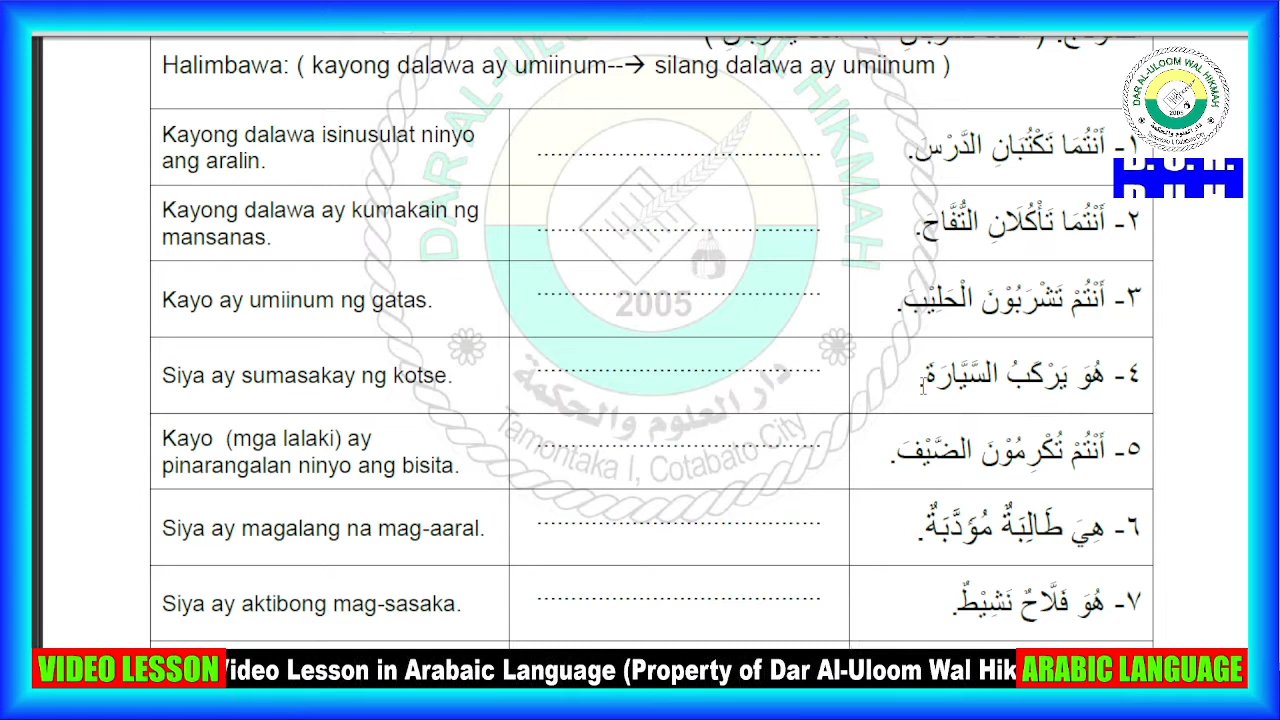 Halimbawa: ( kayong dalawa ay umiinum--→ silang dalawa ay umiinum )
DAR AL-ULOOM WAL HIKMAH
2005
دار العلوم والحكمة
Tamontaka I, Cotabato City
Kayong dalawa isinusulat ninyo
ang aralin.
١- أَنْتُمَا تَكْتُبَانِ الدَّرْسَ.
Kayong dalawa ay kumakain ng
mansanas.
٢- أَنْتُمَا تَأْكُلَانِ التُّفَّاحَ.
Kayo ay umiinum ng gatas.
٣- أَنْتُمْ تَشْرَبُوْنَ الْحَلِيْبَ.
Siya ay sumasakay ng kotse.
٤- هُوَ يَرْكَبُ السَّيَّارَةَ.
Kayo (mga lalaki) ay
pinarangalan ninyo ang bisita.
٥- أَنْتُمْ تُكْرِمُوْنَ الضَّيْفَ.
Siya ay magalang na mag-aaral.
٦- هِيَ طَالِبَةٌ مُؤَدَّبَةٌ.
Siya ay aktibong mag-sasaka.
٧- هُوَ فَلَّاحٌ نَشِيْطٌ.
VIDEO LESSON
Video Lesson in Arabaic Language (Property of Dar Al-Uloom Wal Hik
ARABIC LANGUAGE